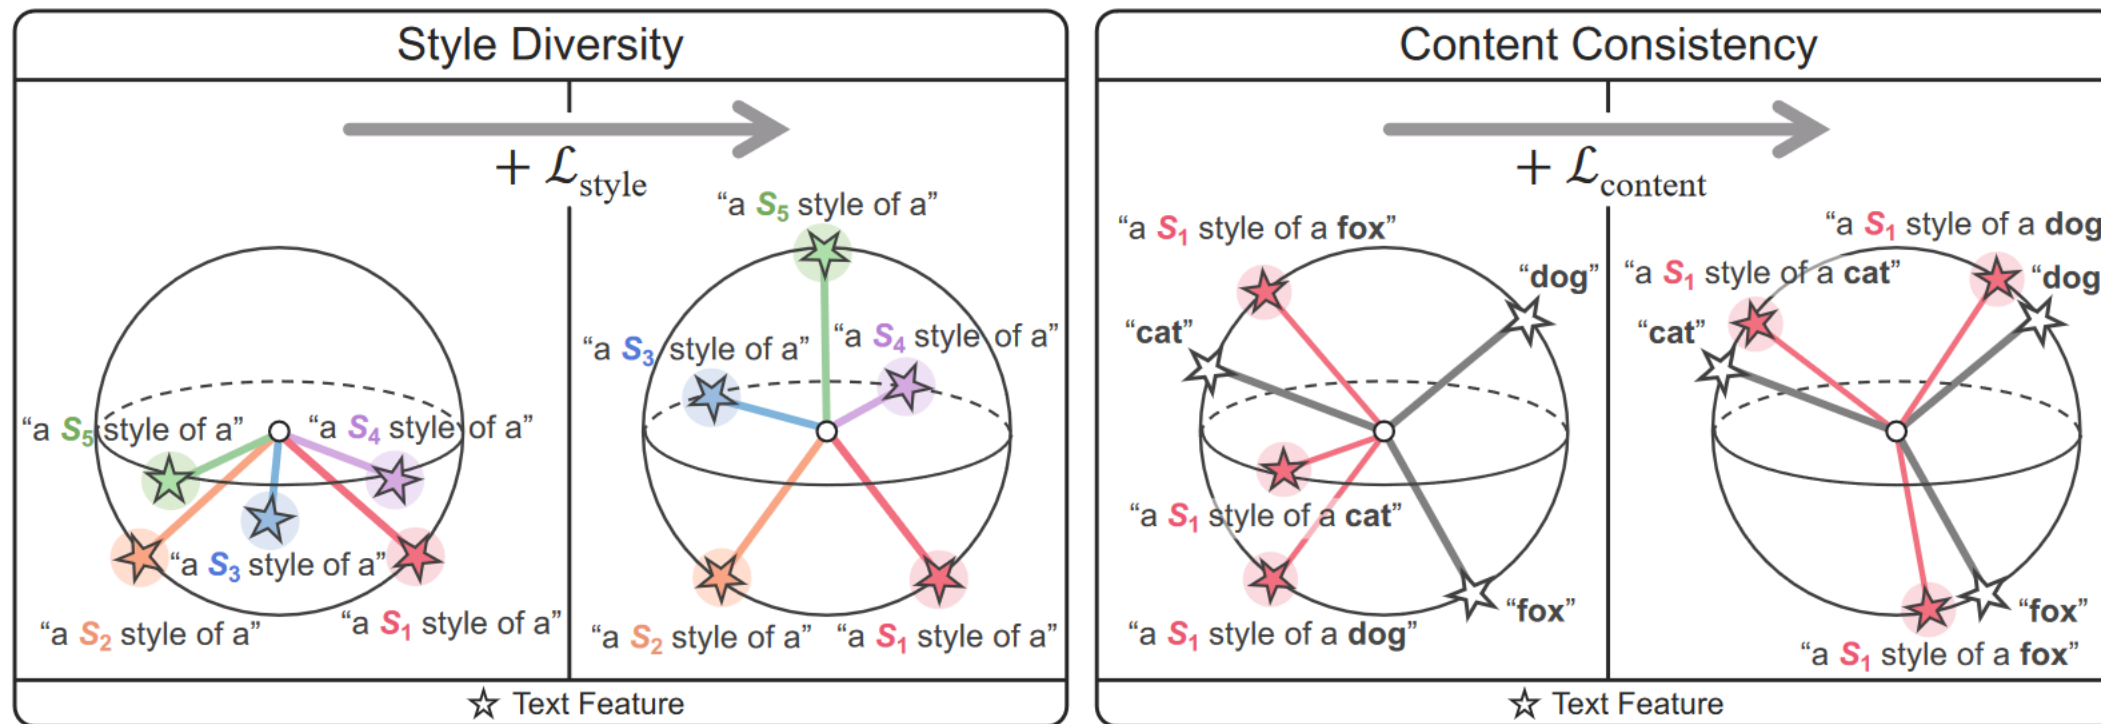 Style Diversity
+ ℒstyle
“a S5 style of a”
“a S4 style of a”
“a S3 style of a”
“a S2 style of a”
“a S1 style of a”
“a S5 style of a”
“a S3 style of a”
“a S4 style of a”
“a S2 style of a”
“a S1 style of a”
☆ Text Feature
Content Consistency
+ ℒcontent
“a S1 style of a fox”
“dog”
“cat”
“a S1 style of a cat”
“a S1 style of a dog”
“fox”
“a S1 style of a dog
“a S1 style of a cat”
“dog
“cat”
“fox”
“a S1 style of a fox”
☆ Text Feature